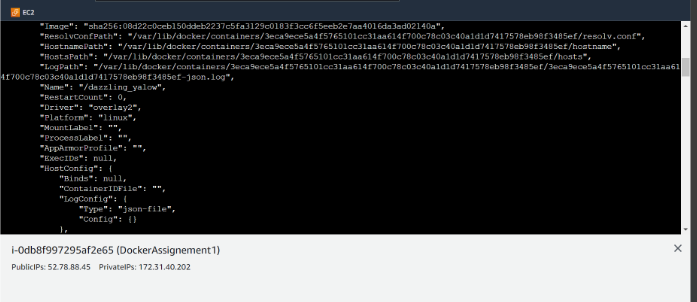 EC2
"Image": "sha256:08d22c0ceb150ddeb2237c5fa3129c0183f3cc6f5eeb2e7aa4016da3ad02140a",
"ResolvConfPath": "/var/lib/docker/containers/3eca9ece5a4f5765101cc31aa614f700c78c03c40a1d1d7417578eb98f3485ef/resolv.conf",
"HostnamePath": "/var/lib/docker/containers/3eca9ece5a4f5765101cc31aa614f700c78c03c40a1d1d7417578eb98f3485ef/hostname",
"HostsPath": "/var/lib/docker/containers/3eca9ece5a4f5765101cc31aa614f700c78c03c40a1d1d7417578eb98f3485ef/hosts",
"LogPath": "/var/lib/docker/containers/3eca9ece5a4f5765101cc31aa614f700c78c03c40a1d1d7417578eb98f3485ef/3eca9ece5a4f5765101cc31aa61
4f700c78c03c40a1d1d7417578eb98f3485ef-json.log",
"Name": "/dazzling_yalow",
"RestartCount": 0,
"Driver": "overlay2",
"Platform": "linux",
"MountLabel": "",
"ProcessLabel": "",
"AppArmorProfile": "",
"ExecIDs": null,
"HostConfig": {
"Binds": null,
"ContainerIDFile": "",
"LogConfig": {
"Type": "json-file",
"Config": {}
},
i-0db8f997295af2e65 (DockerAssignement1)
PublicIPs: 52.78.88.45 PrivateIPs: 172.31.40.202